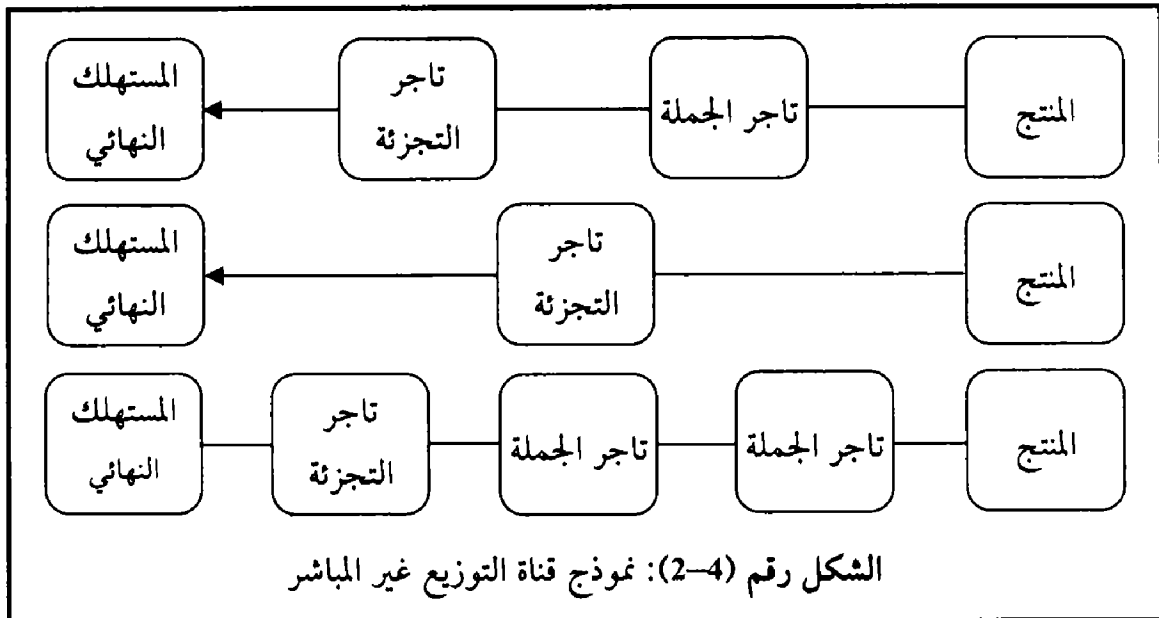 المنتج
تاجر الجملة
تاجر
التجزئة
المستهلك
النهائي
المنتج
تاجر
التجزئة
المستهلك
النهائي
المنتج
تاجر الجملة
تاجر الجملة
تاجر
التجزئة
المستهلك
النهائي
الشكل رقم (4–2): نموذج قناة التوزيع غير المباشر